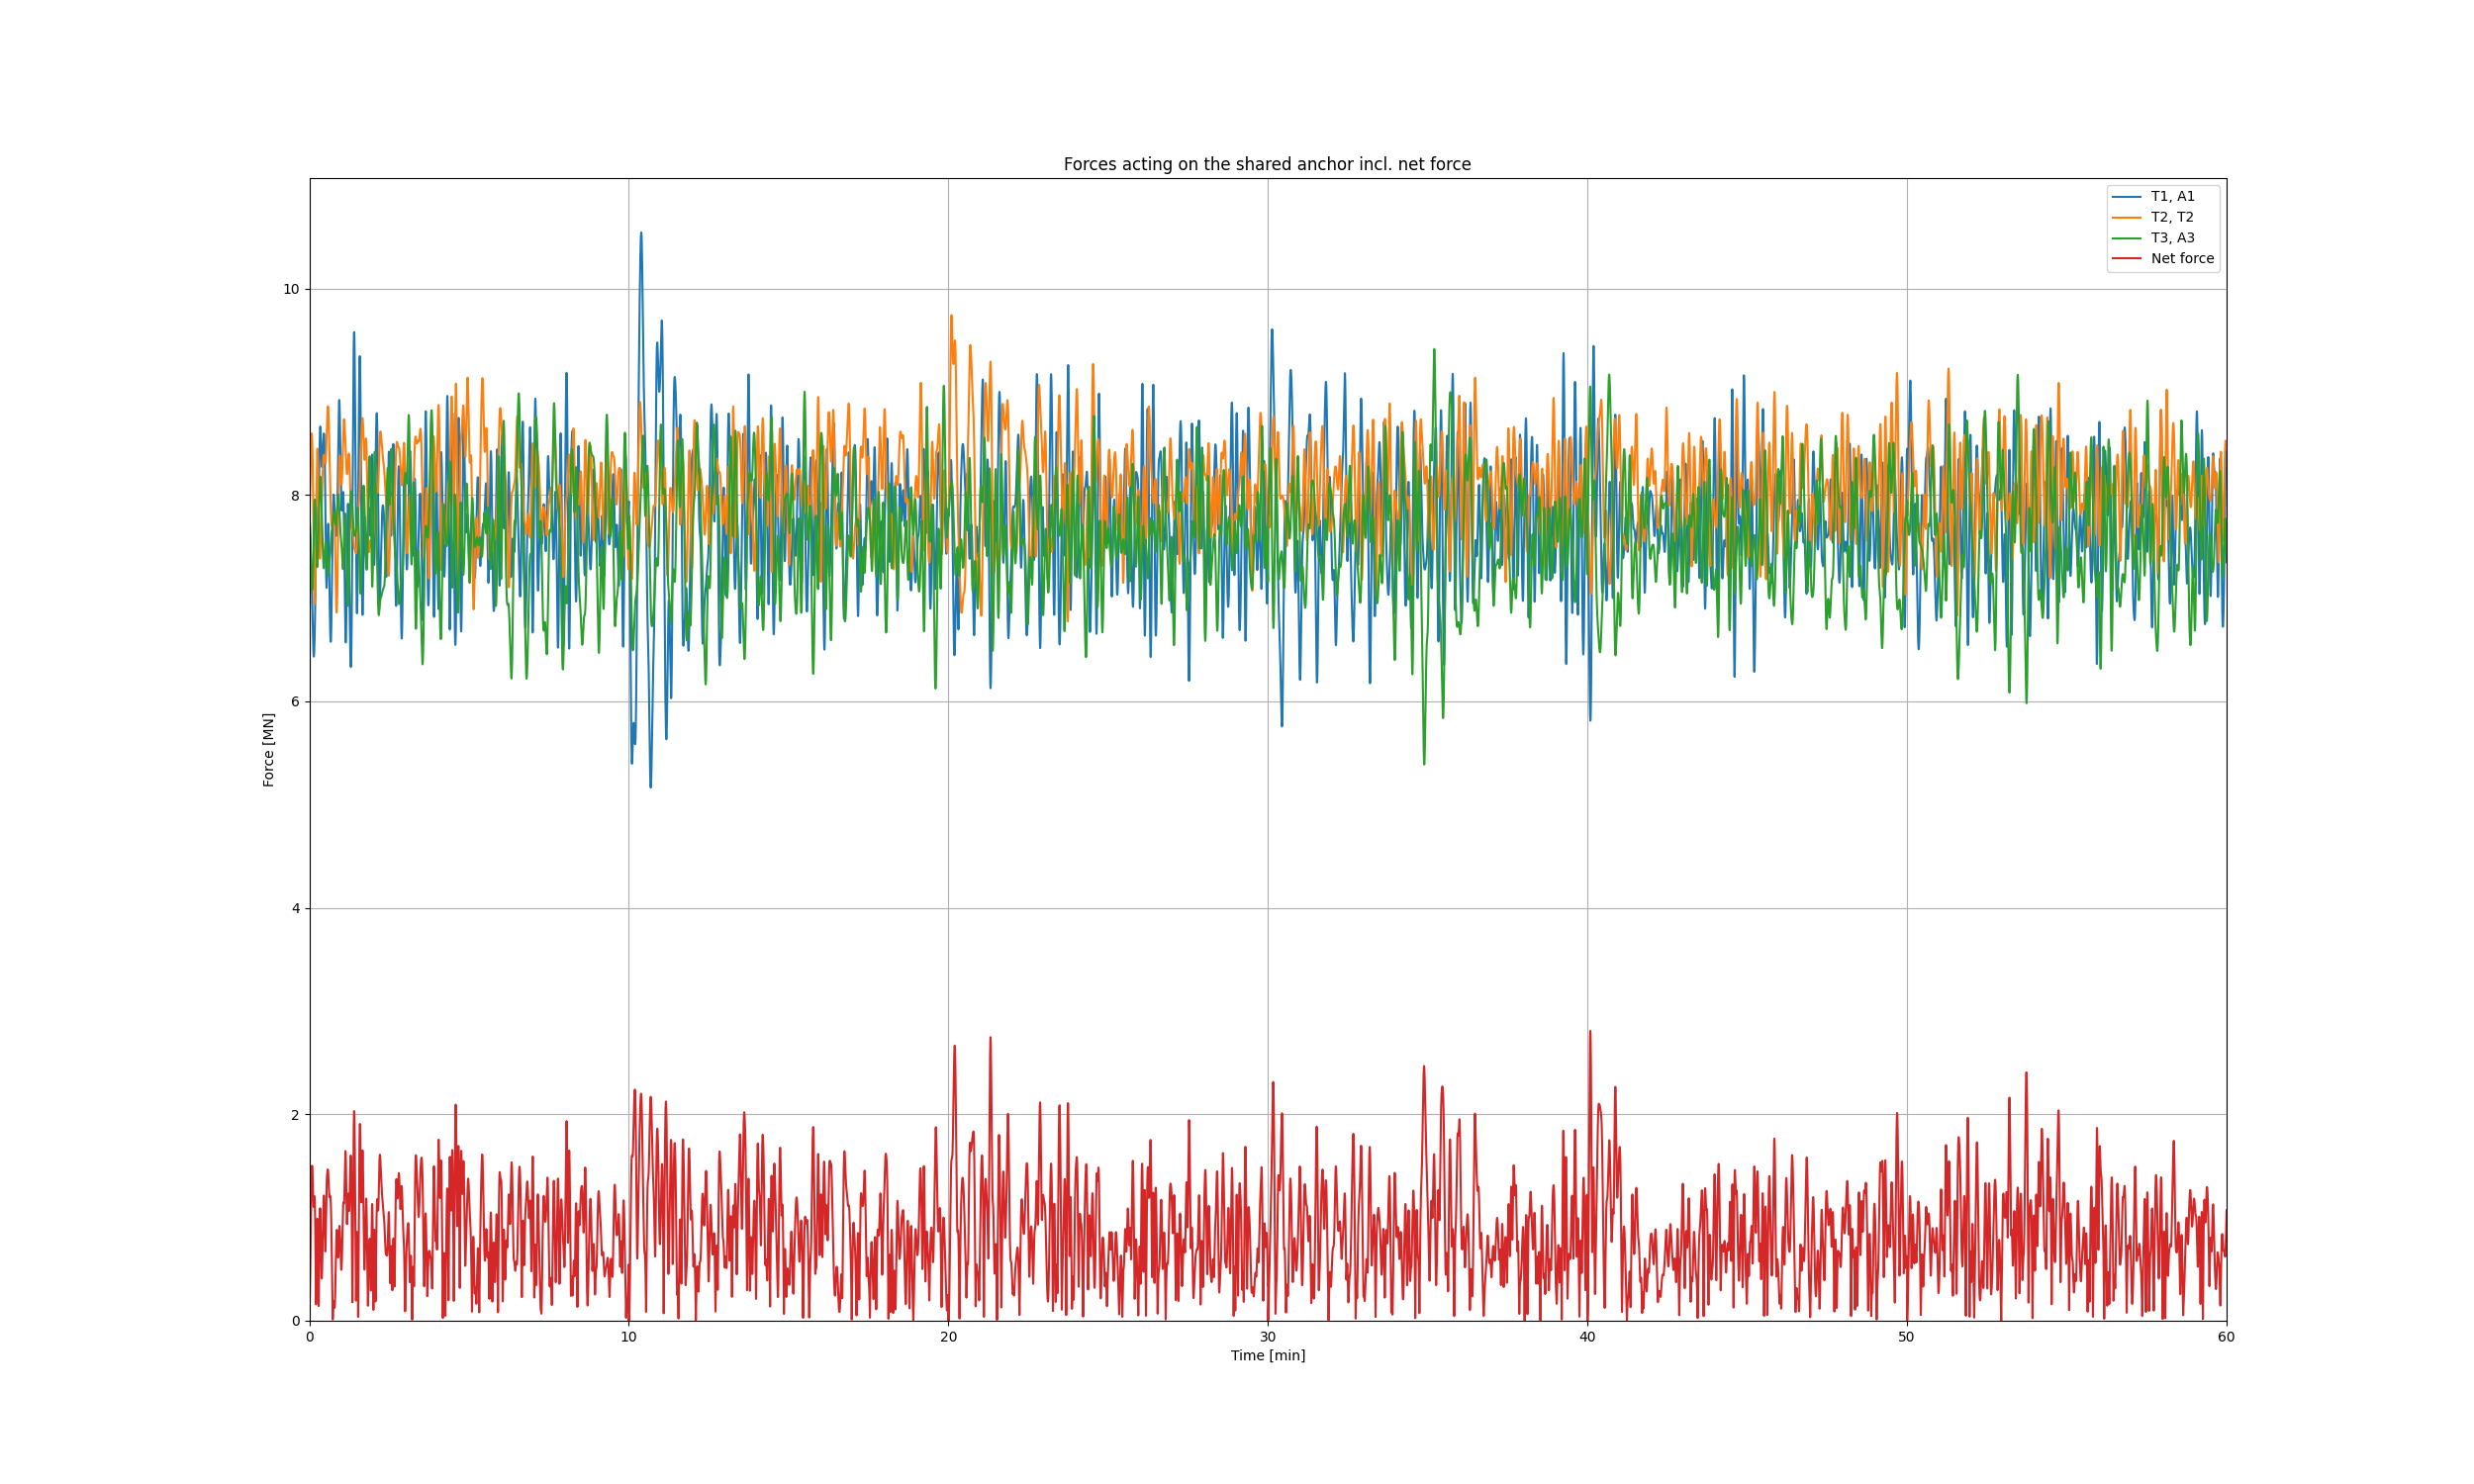 Forces acting on the shared anchor incl. net force
T1, A1
T2, T2
T3, A3
Net force
10
8
6
4
2
0
Force [MN]
0 10 20 30 40 50 60
Time [min]